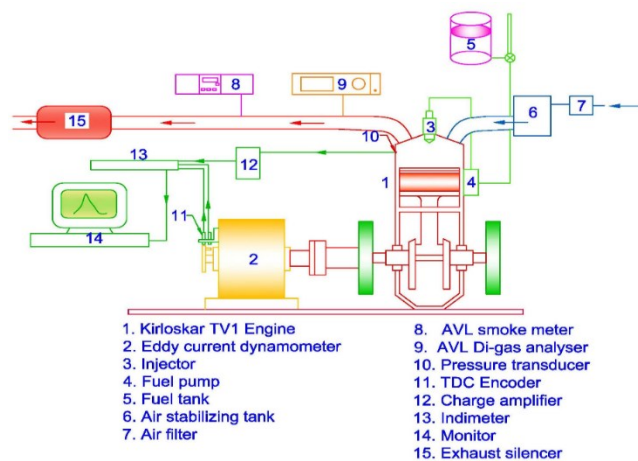 5
8
9
6
7
15
3
10
13
12
1
4
14
11
2
1. Kirloskar TV1 Engine
2. Eddy current dynamometer
3. Injector
4. Fuel pump
5. Fuel tank
6. Air stabilizing tank
7. Air filter
8. AVL smoke meter
9. AVL Di-gas analyser
10. Pressure transducer
11. TDC Encoder
12. Charge amplifier
13. Indimeter
14. Monitor
15. Exhaust silencer